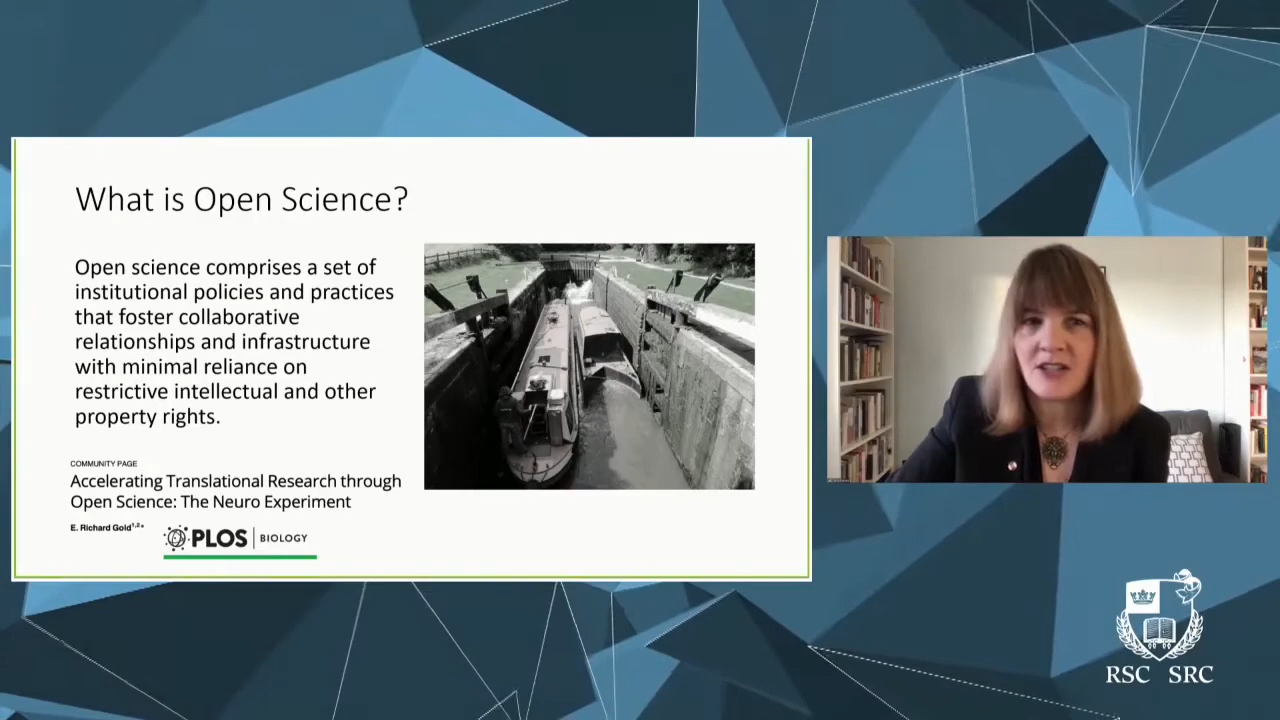 What is Open Science?
Open science comprises a set of
institutional policies and practices
that foster collaborative
relationships and infrastructure
with minimal reliance on
restrictive intellectual and other
property rights.
COMMUNITY PAGE
Accelerating Translational Research through
Open Science: The Neuro Experiment
E. Richard Gold1,2*
PLOS BIOLOGY
RSC SRC